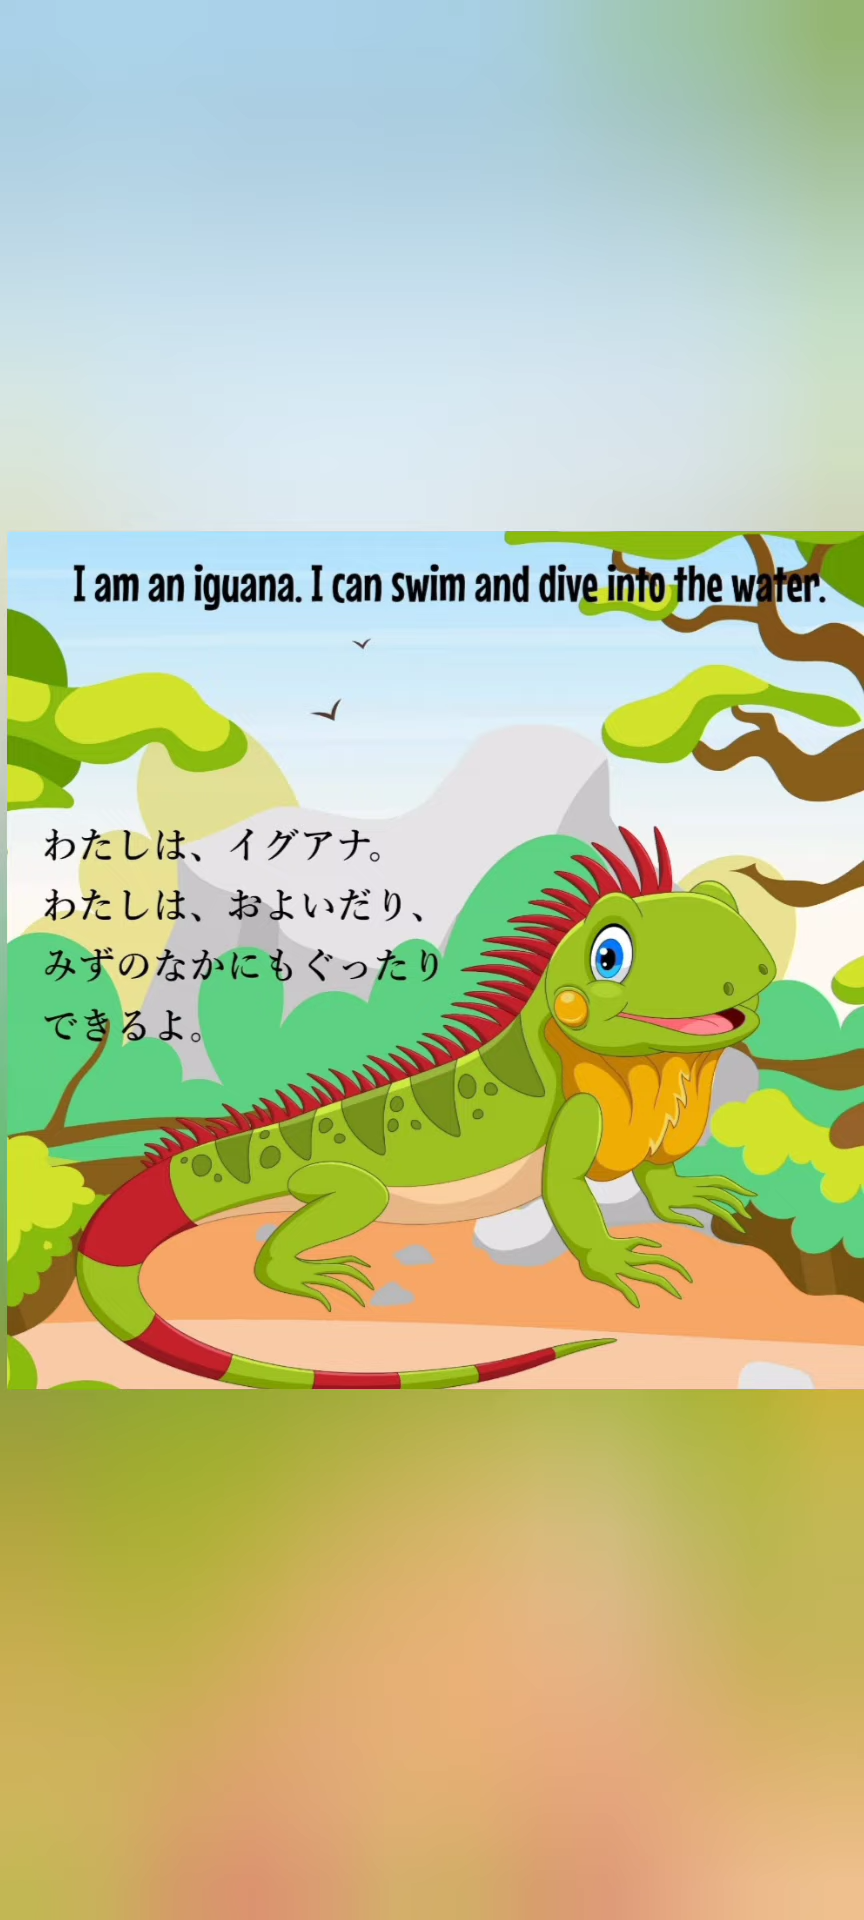 I am an iguana. I can swim and dive into the water.
わたしは、イグアナ。
わたしは、およいだり、
みずのなかにもぐったり
できるよ。